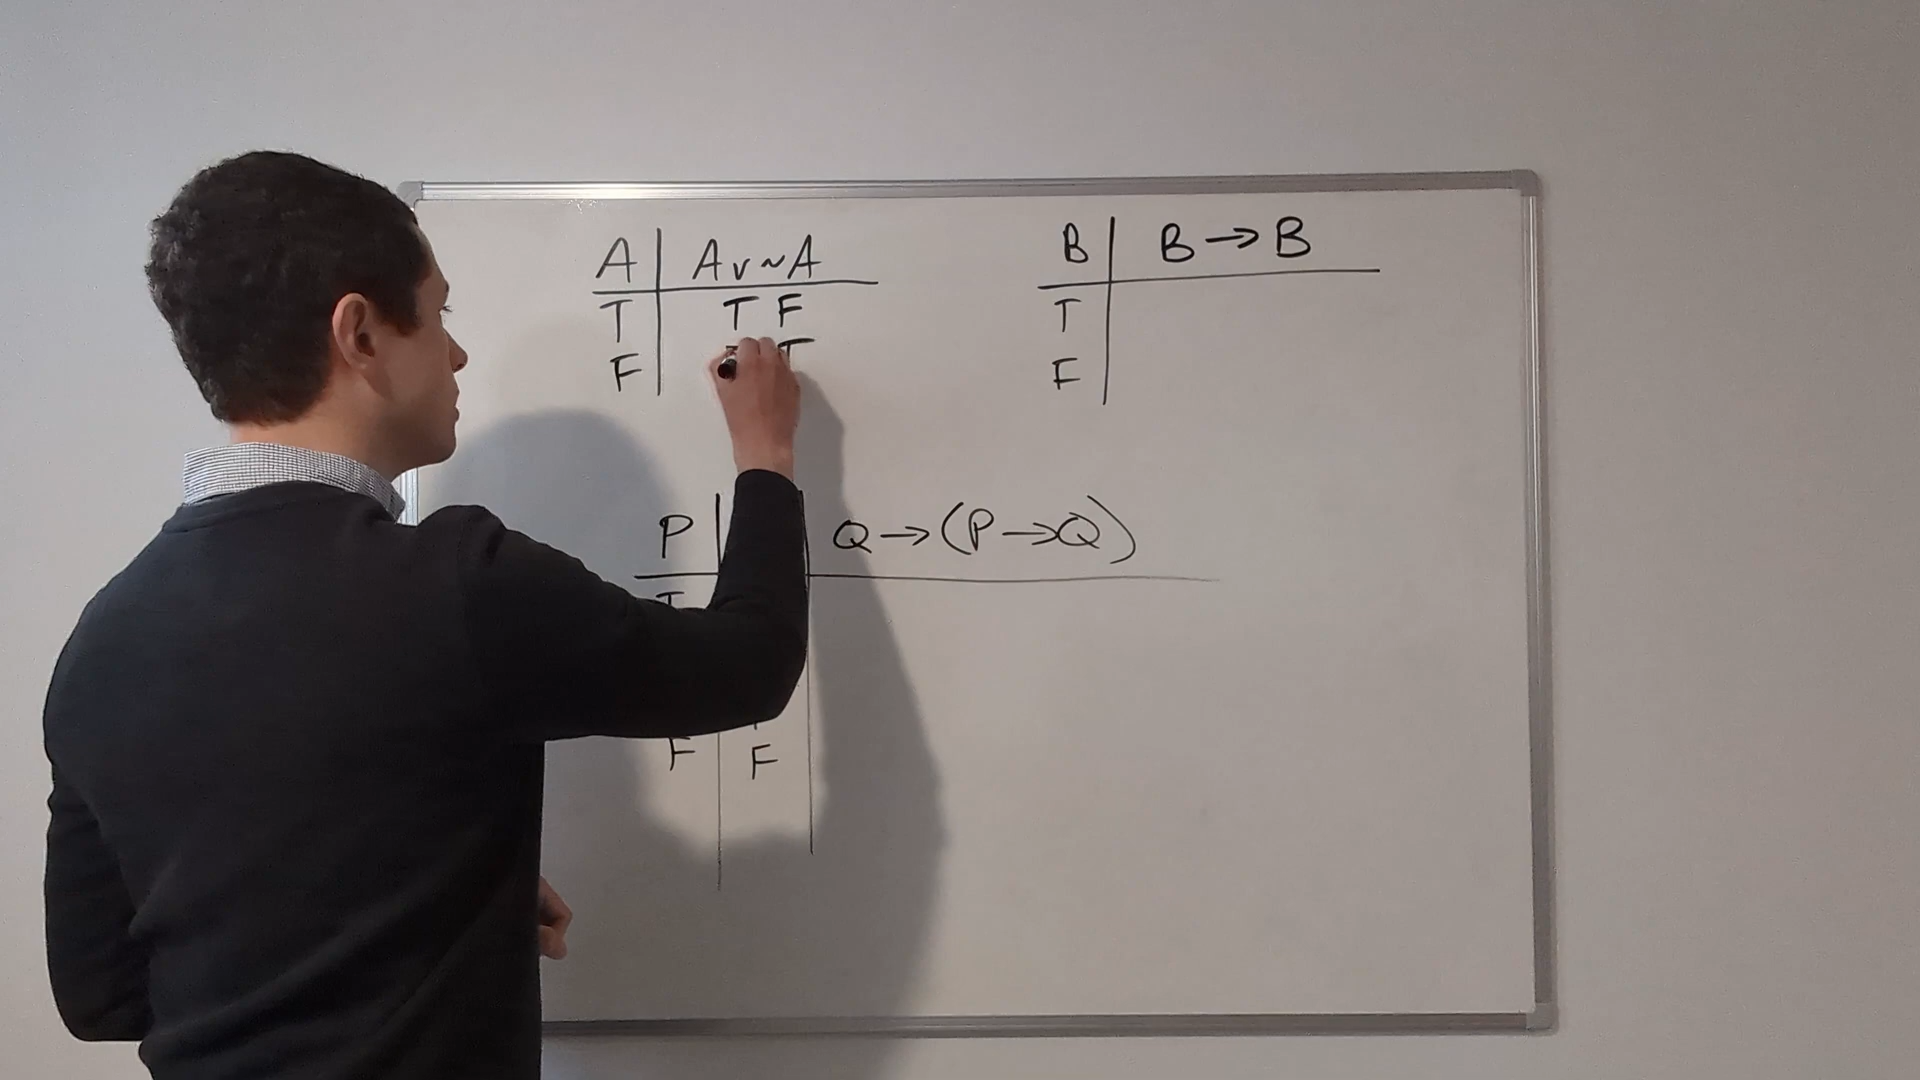 A | A v ~A
T | T F
F | T
B | B → B
T
F
P | Q → (P → Q)
T
F F